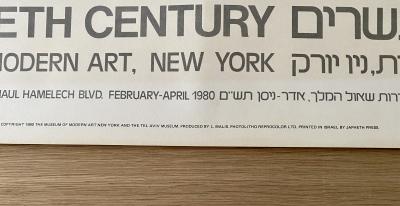 ETH CENTURY שרים
MODERN ART, NEW YORK ת, ניו יורק
HAUL HAMELECH BLVD. FEBRUARY-APRIL 1980 רות שאול המלך, אדר-ניסן תש״ם
COPYRIGHT 1980 THE MUSEUM OF MODERN ART NEW YORK AND THE TEL AVIV MUSEUM. PRODUCED BY L. MALIS. PHOTOLITHO REPROCOLOR LTD. PRINTED IN ISRAEL BY JAPHETH PRESS.